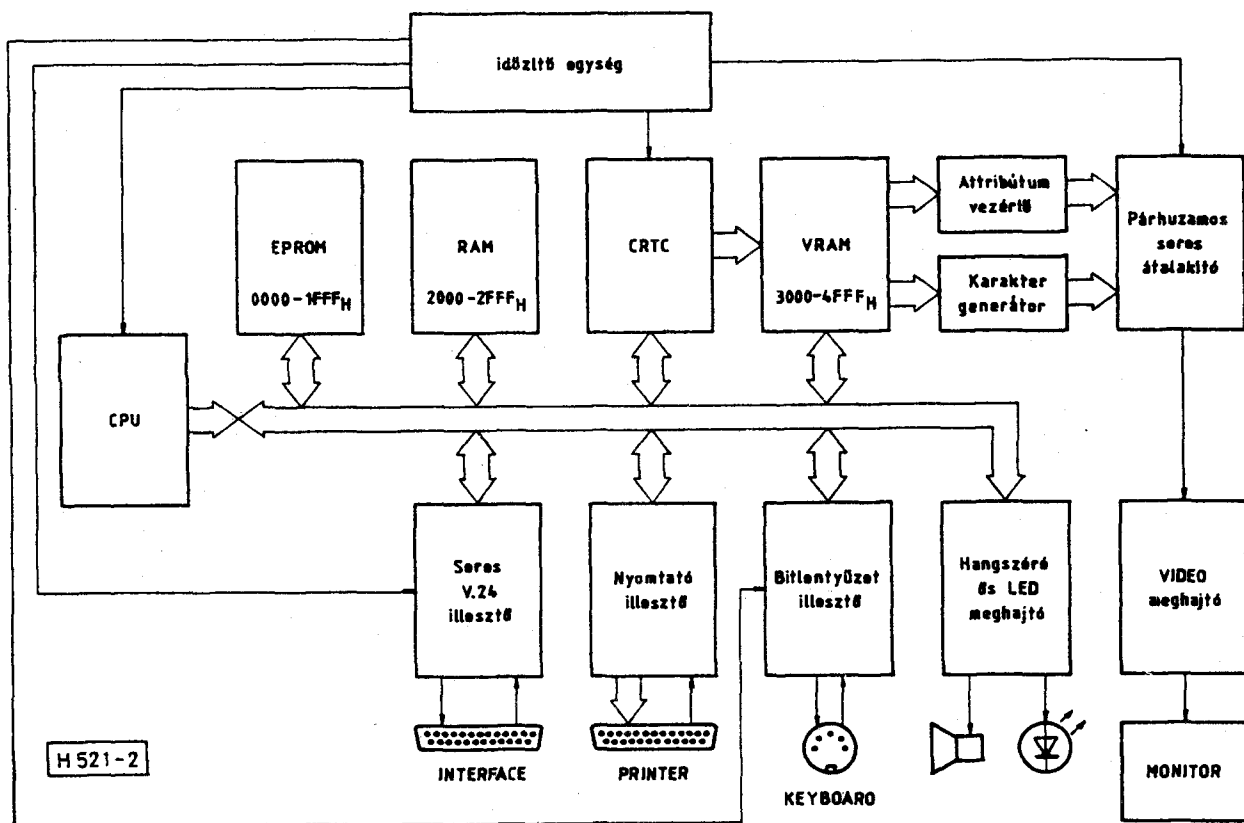 időzítő egység
EPROM
0000-1FFFH
RAM
2000-2FFFH
CRTC
VRAM
3000-4FFFH
Attribútum
vezérlő
Karakter
generátor
Párhuzamos
soros
átalakító
CPU
Soros
V.24
illesztő
Nyomtató
illesztő
Billentyűzet
illesztő
Hangszóró
és LED
meghajtó
VIDEO
meghajtó
H 521-2
INTERFACE
PRINTER
KEYBOARD
MONITOR